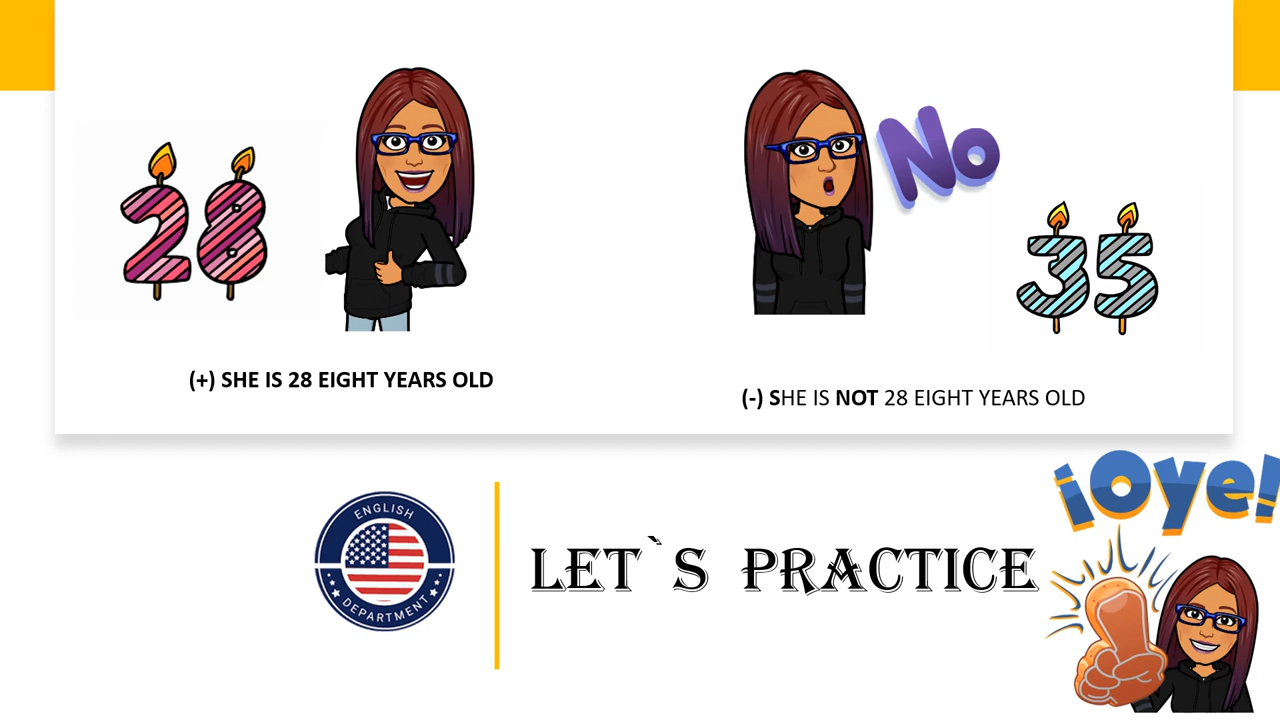 28
No
35
(+) SHE IS 28 EIGHT YEARS OLD
(-) SHE IS NOT 28 EIGHT YEARS OLD
¡Oye!
ENGLISH
DEPARTMENT
LET`S PRACTICE